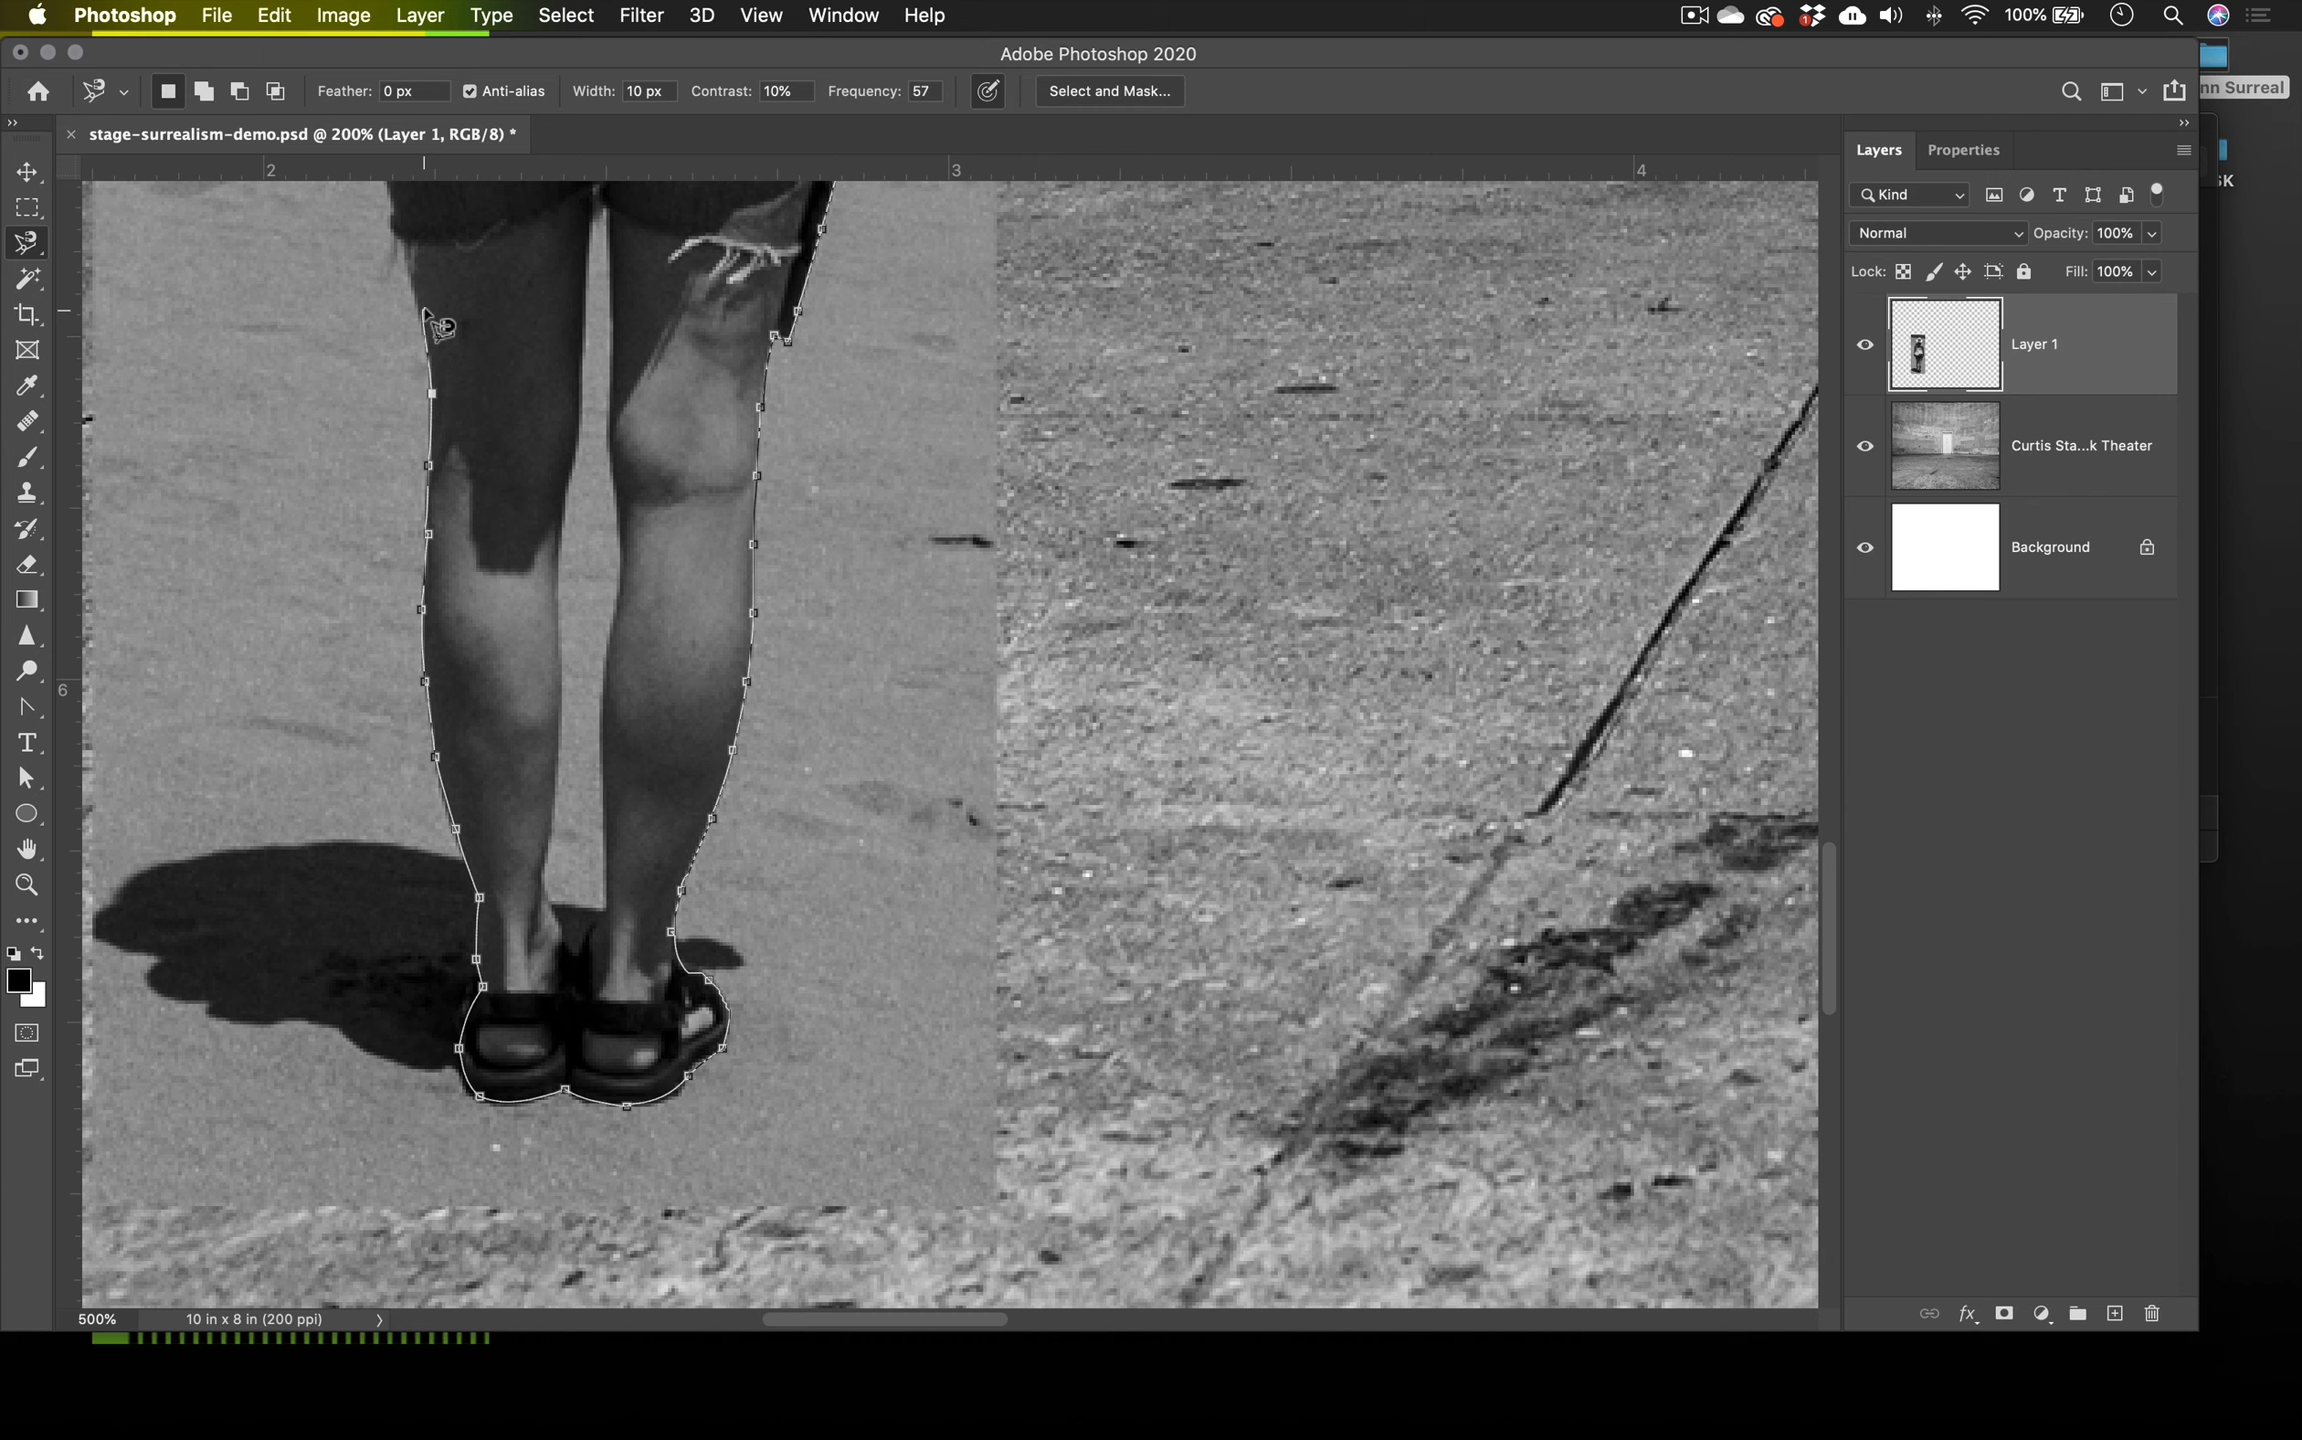 Photoshop File Edit Image Layer Type Select Filter 3D View Window Help 1 100%
Adobe Photoshop 2020
Feather: 0 px Anti-alias Width: 10 px Contrast: 10% Frequency: 57 Select and Mask...
nn Surreal
stage-surrealism-demo.psd @ 200% (Layer 1, RGB/8) *
Layers Properties
2 3 4
SK
Kind
Normal Opacity: 100%
Lock: Fill: 100%
Layer 1
Curtis Sta...k Theater
Background
6
500% 10 in x 8 in (200 ppi)
fx